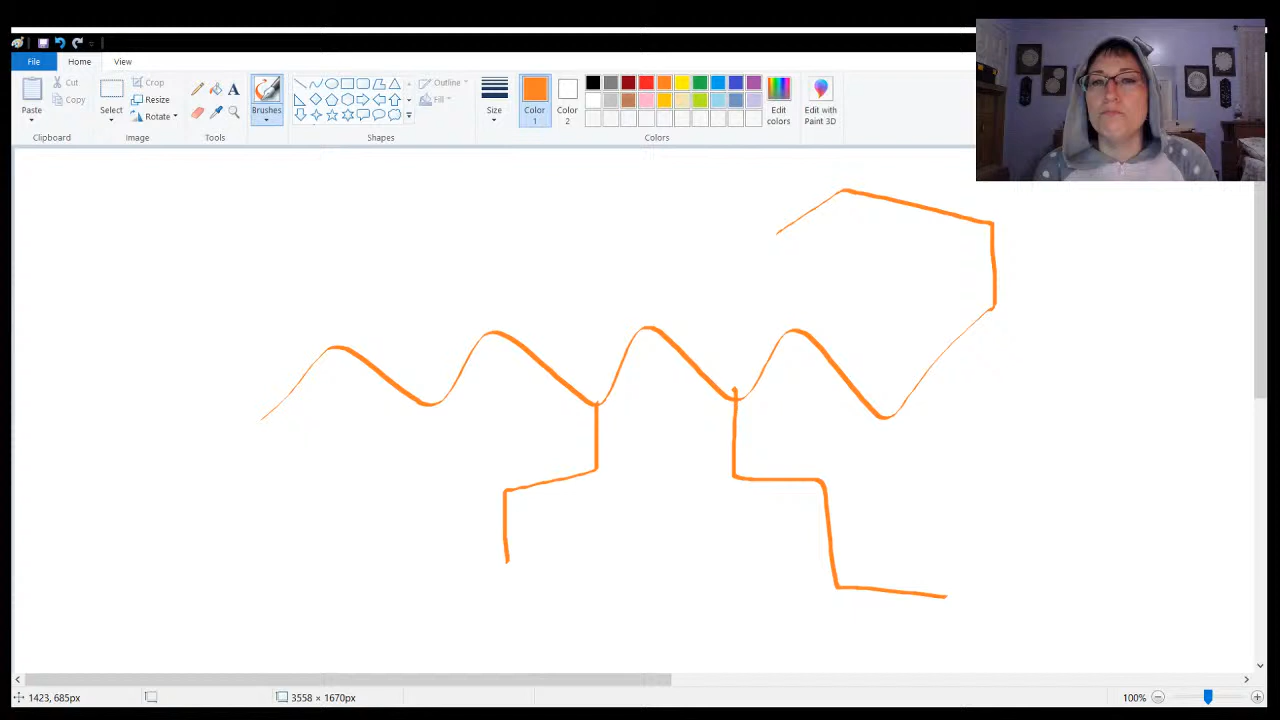 File Home View
Paste Cut Copy Select Crop Resize Rotate Brushes Outline Fill Size Color 1 Color 2 Edit colors Edit with Paint 3D
Clipboard Image Tools Shapes Colors
1423, 685px 3558 × 1670px 100%